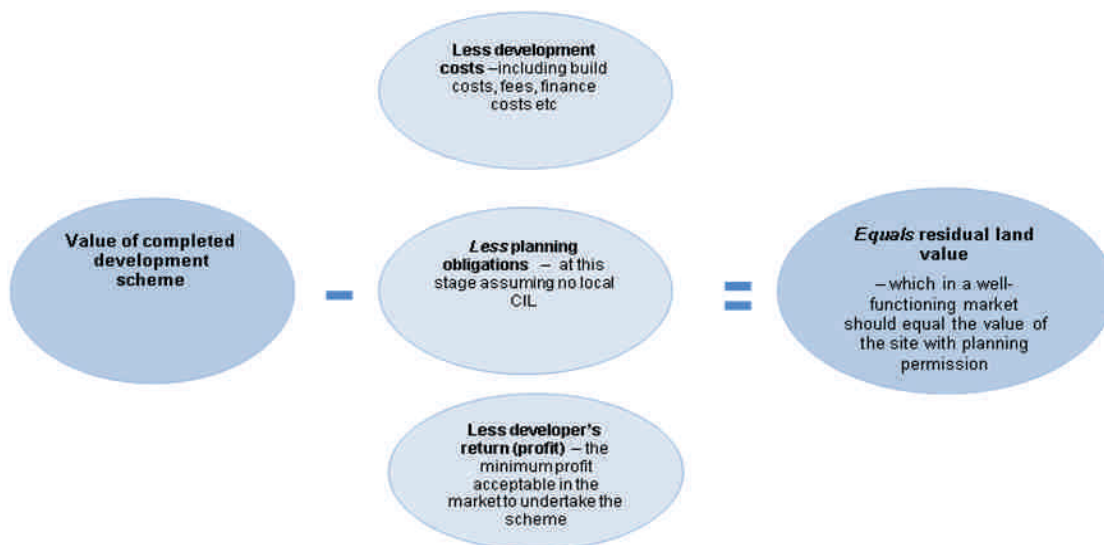 Less development
costs –including build
costs, fees, finance
costs etc
Value of completed
development
scheme
–
Less planning
obligations – at this
stage assuming no local
CIL
=
Equals residual land
value
– which in a well-
functioning market
should equal the value of
the site with planning
permission
Less developer's
return (profit) – the
minimum profit
acceptable in the
market to undertake the
scheme